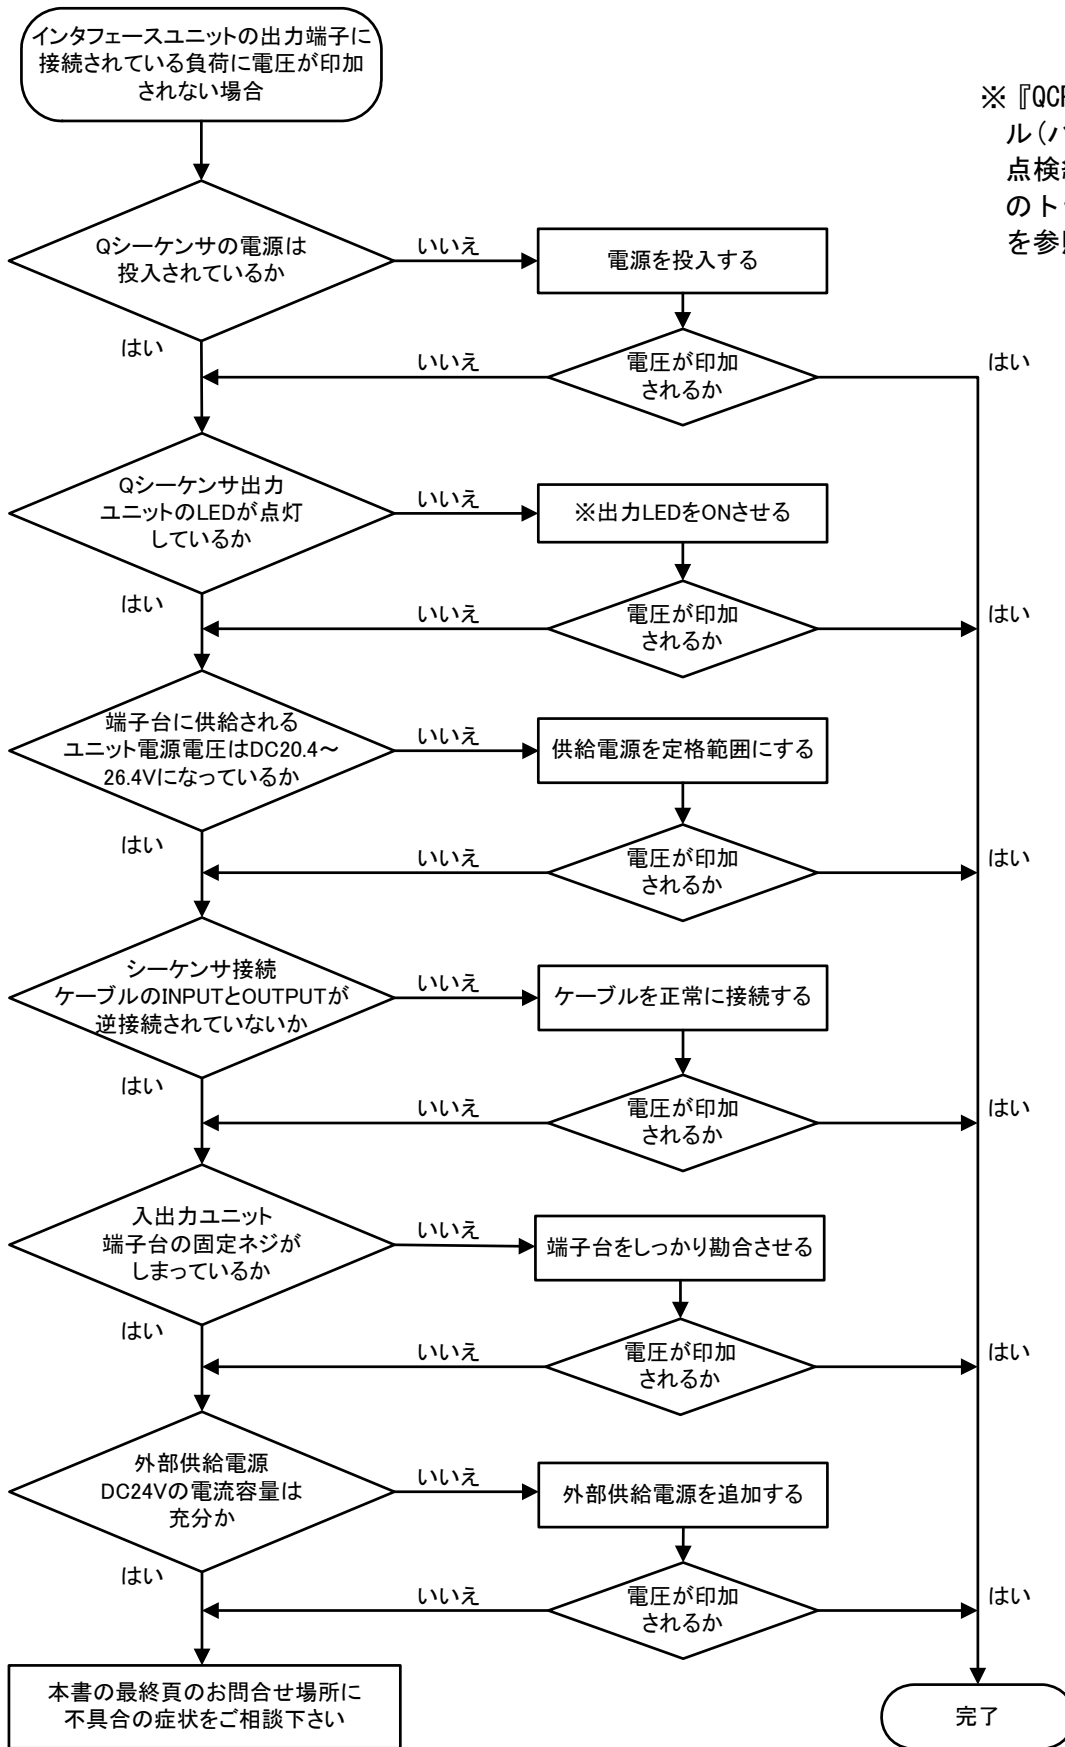 インタフェースユニットの出力端子に
接続されている負荷に電圧が印加
されない場合
※『QCP
ル(ハ
点検
のト
を参
Qシーケンサの電源は
投入されているか
いいえ
電源を投入する
はい
いいえ
電圧が印加
されるか
はい
Qシーケンサ出力
ユニットのLEDが点灯
しているか
いいえ
※出力LEDをONさせる
はい
いいえ
電圧が印加
されるか
はい
端子台に供給される
ユニット電源電圧はDC20.4～
26.4Vになっているか
いいえ
供給電源を定格範囲にする
はい
いいえ
電圧が印加
されるか
はい
シーケンサ接続
ケーブルのINPUTとOUTPUTが
逆接続されていないか
いいえ
ケーブルを正常に接続する
はい
いいえ
電圧が印加
されるか
はい
入出力ユニット
端子台の固定ネジが
しまっているか
いいえ
端子台をしっかり勘合させる
はい
いいえ
電圧が印加
されるか
はい
外部供給電源
DC24Vの電流容量は
充分か
いいえ
外部供給電源を追加する
はい
いいえ
電圧が印加
されるか
はい
本書の最終頁のお問合せ場所に
不具合の症状をご相談下さい
完了